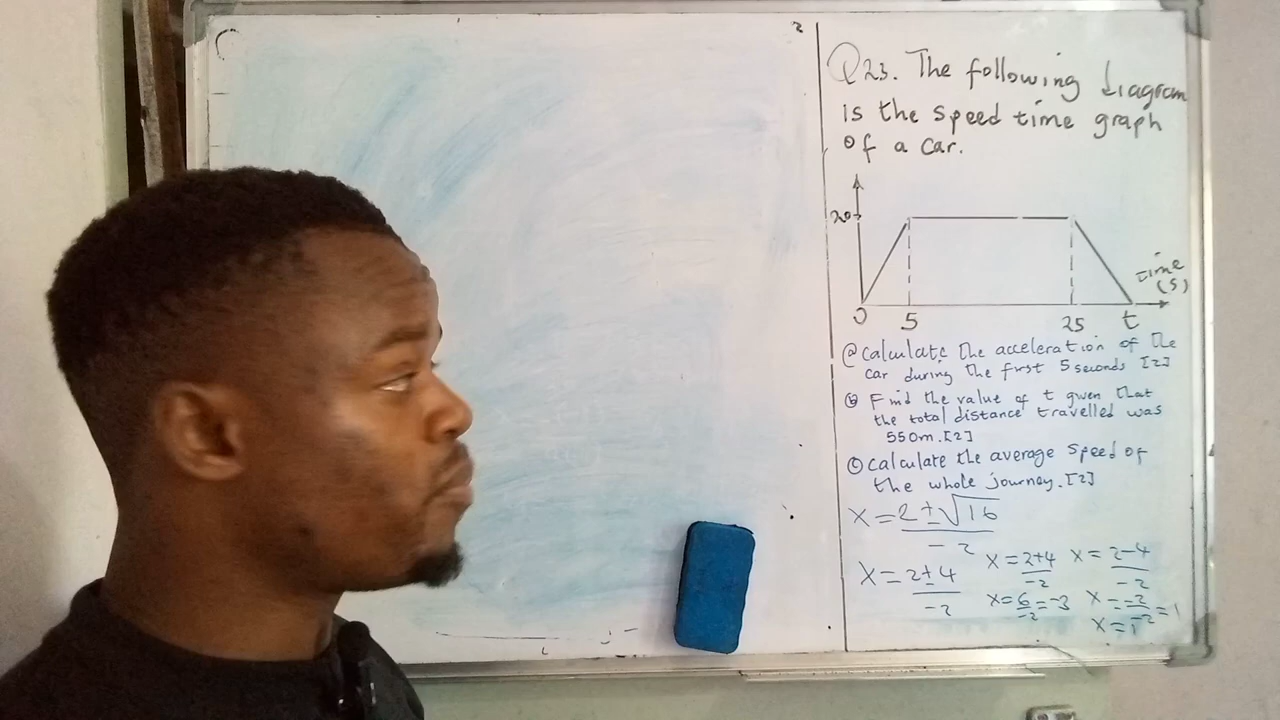 Q23. The following diagram
is the speed time graph
of a car.
20
time
(s)
0 5 25 t
(a) Calculate the acceleration of the
car during the first 5 seconds [2]
(b) Find the value of t given that
the total distance travelled was
550m.[2]
(c) Calculate the average speed of
the whole journey.[2]
x = 2 ± √16
-2
x = 2 ± 4
-2
x = 2+4
-2
x = 6 = -3
-2
x = 2-4
-2
x = -2 = 1
-2
x = 1